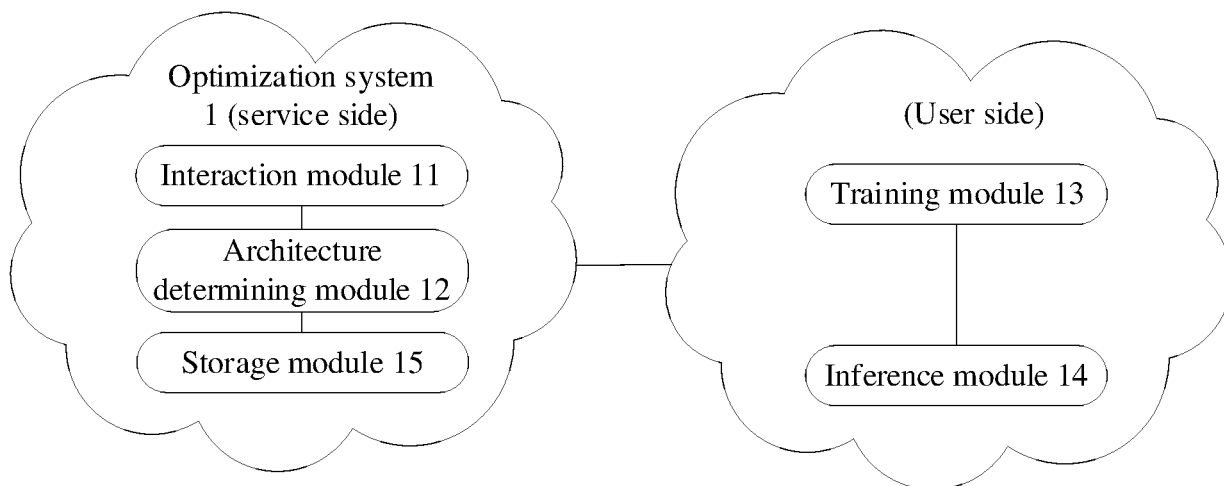 Optimization system
1 (service side)
Interaction module 11
Architecture
determining module 12
Storage module 15
(User side)
Training module 13
Inference module 14